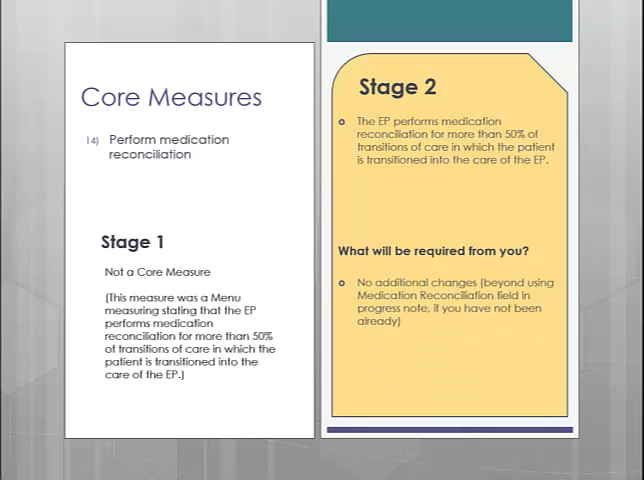 Core Measures
14) Perform medication
reconciliation
Stage 1
Not a Core Measure
(This measure was a Menu
measuring stating that the EP
performs medication
reconciliation for more than 50%
of transitions of care in which the
patient is transitioned into the
care of the EP.)
Stage 2
The EP performs medication
reconciliation for more than 50% of
transitions of care in which the patient
is transitioned into the care of the EP.
What will be required from you?
No additional changes (beyond using
Medication Reconciliation field in
progress note, if you have not been
already)